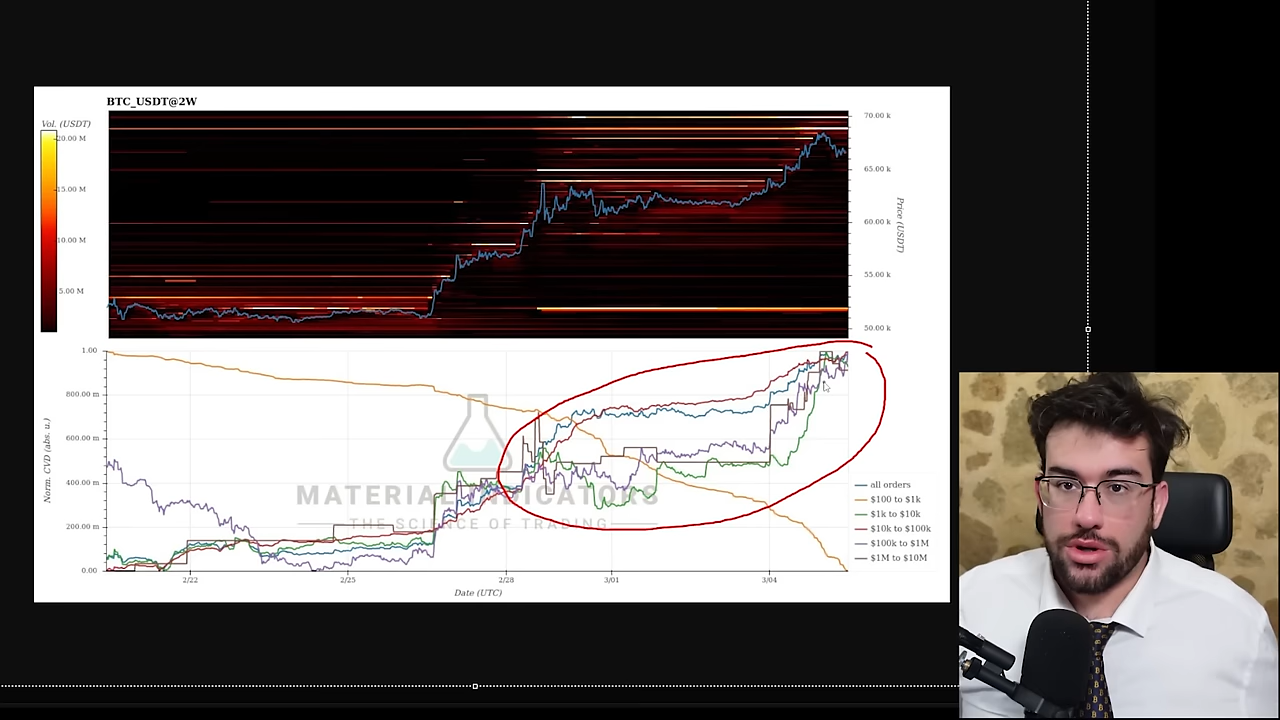 BTC_USDT@2W
Vol. (USDT)
20.00 M
15.00 M
10.00 M
5.00 M
70.00 k
65.00 k
60.00 k
55.00 k
50.00 k
Price (USDT)
1.00
800.00 m
600.00 m
400.00 m
200.00 m
0.00
Norm. CVD (abs. u.)
MATERIAL INDICATORS
THE SCIENCE OF TRADING
all orders
$100 to $1k
$1k to $10k
$10k to $100k
$100k to $1M
$1M to $10M
2/22
2/25
2/28
3/01
3/04
Date (UTC)